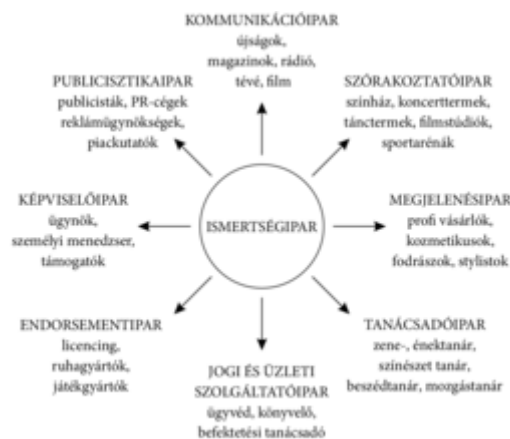 KOMMUNIKÁCIÓIPAR
újságok,
magazinok, rádió,
tévé, film
PUBLICISZTIKAIPAR
publicisták, PR-cégek
reklámügynökségek,
piackutatók
SZÓRAKOZTATÓIPAR
színház, koncerttermek,
tánctermek, filmstúdiók,
sportarénák
KÉPVISELŐIPAR
ügynök,
személyi menedzser,
támogatók
ISMERTSÉGIPAR
MEGJELENÉSIPAR
profi vásárlók,
kozmetikusok,
fodrászok, stylistok
ENDORSEMENTIPAR
licencing,
ruhagyártók,
játékgyártók
JOGI ÉS ÜZLETI
SZOLGÁLTATÓIPAR
ügyvéd, könyvelő,
befektetési tanácsadó
TANÁCSADÓIPAR
zene-, énektanár,
színészet tanár,
beszédtanár, mozgástanár